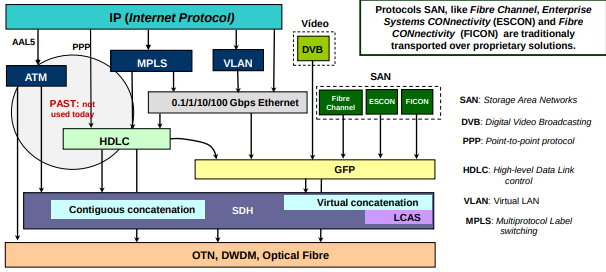 IP (Internet Protocol)
Protocols SAN, like Fibre Channel, Enterprise
Systems CONnectivity (ESCON) and Fibre
CONnectivity (FICON) are traditionaly
transported over proprietary solutions.
AAL5
PPP
Vídeo
ATM
MPLS
VLAN
DVB
SAN
PAST: not
used today
0.1/1/10/100 Gbps Ethernet
Fibre
Channel
ESCON
FICON
HDLC
GFP
Contiguous concatenation
SDH
Virtual concatenation
LCAS
OTN, DWDM, Optical Fibre
SAN: Storage Area Networks
DVB: Digital Video Broadcasting
PPP: Point-to-point protocol
HDLC: High-level Data Link
control
VLAN: Virtual LAN
MPLS: Multiprotocol Label
switching